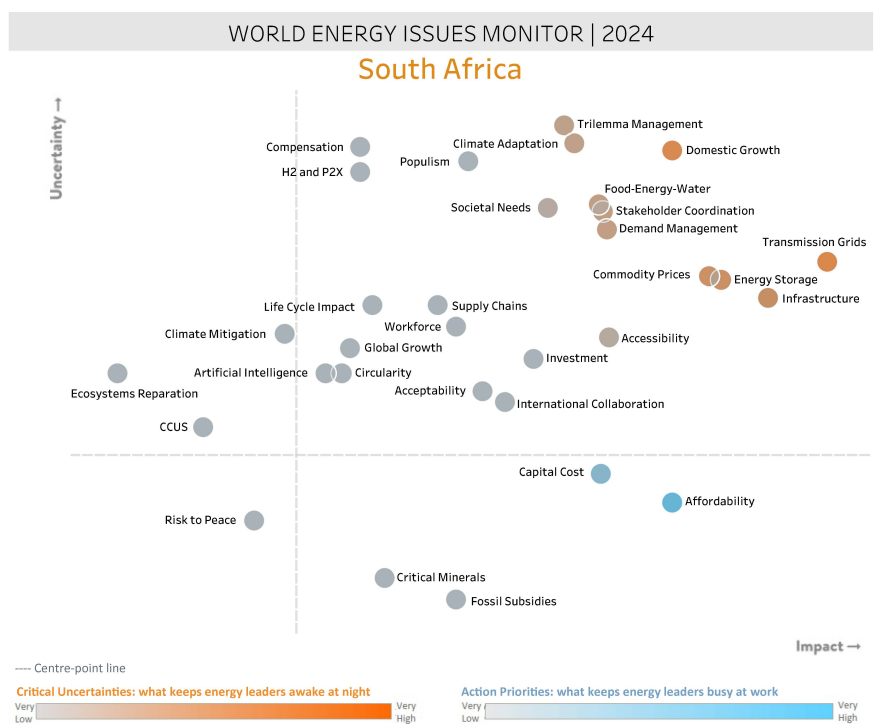 WORLD ENERGY ISSUES MONITOR | 2024
South Africa
Uncertainty →
Trilemma Management
Compensation
Climate Adaptation
Domestic Growth
Populism
H2 and P2X
Food-Energy-Water
Societal Needs
Stakeholder Coordination
Demand Management
Transmission Grids
Commodity Prices
Energy Storage
Infrastructure
Life Cycle Impact
Supply Chains
Workforce
Climate Mitigation
Accessibility
Global Growth
Investment
Artificial Intelligence
Circularity
Ecosystems Reparation
Acceptability
International Collaboration
CCUS
Capital Cost
Affordability
Risk to Peace
Critical Minerals
Fossil Subsidies
Impact →
---- Centre-point line
Critical Uncertainties: what keeps energy leaders awake at night
Very Low
Very High
Action Priorities: what keeps energy leaders busy at work
Very Low
Very High